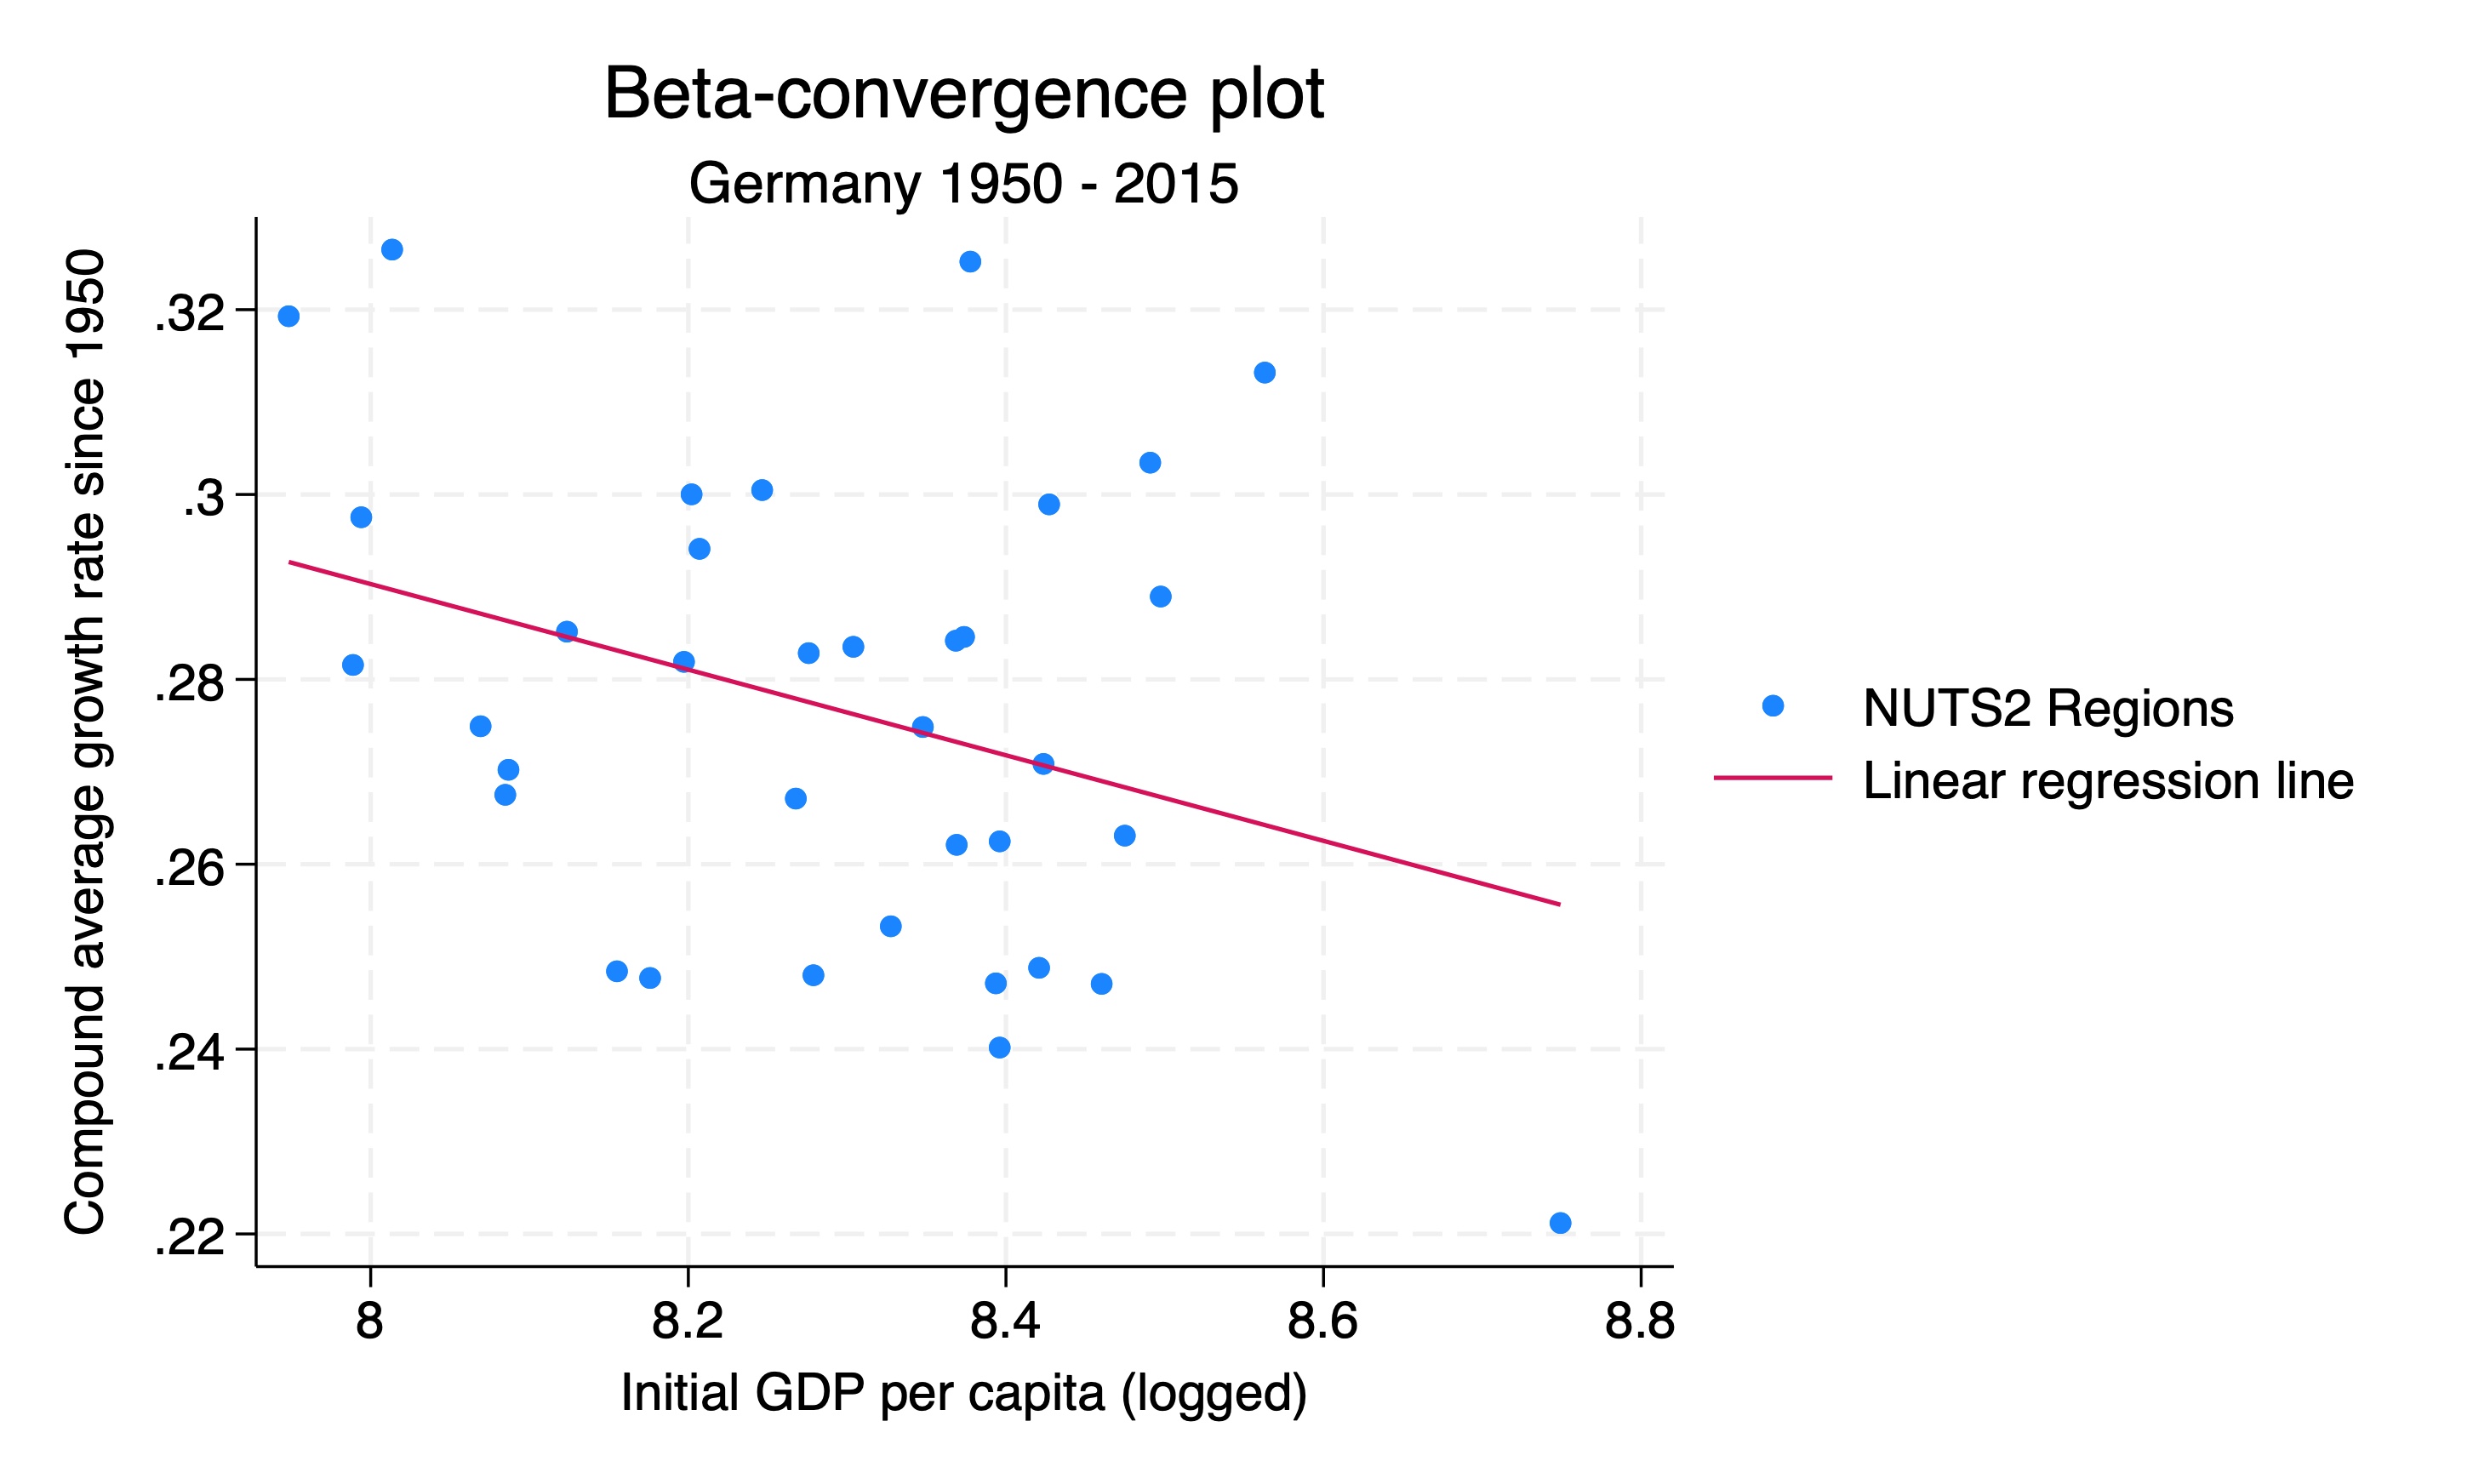 Beta-convergence plot
Germany 1950 - 2015
Compound average growth rate since 1950
.32
.3
.28
.26
.24
.22
8
8.2
8.4
8.6
8.8
Initial GDP per capita (logged)
NUTS2 Regions
Linear regression line